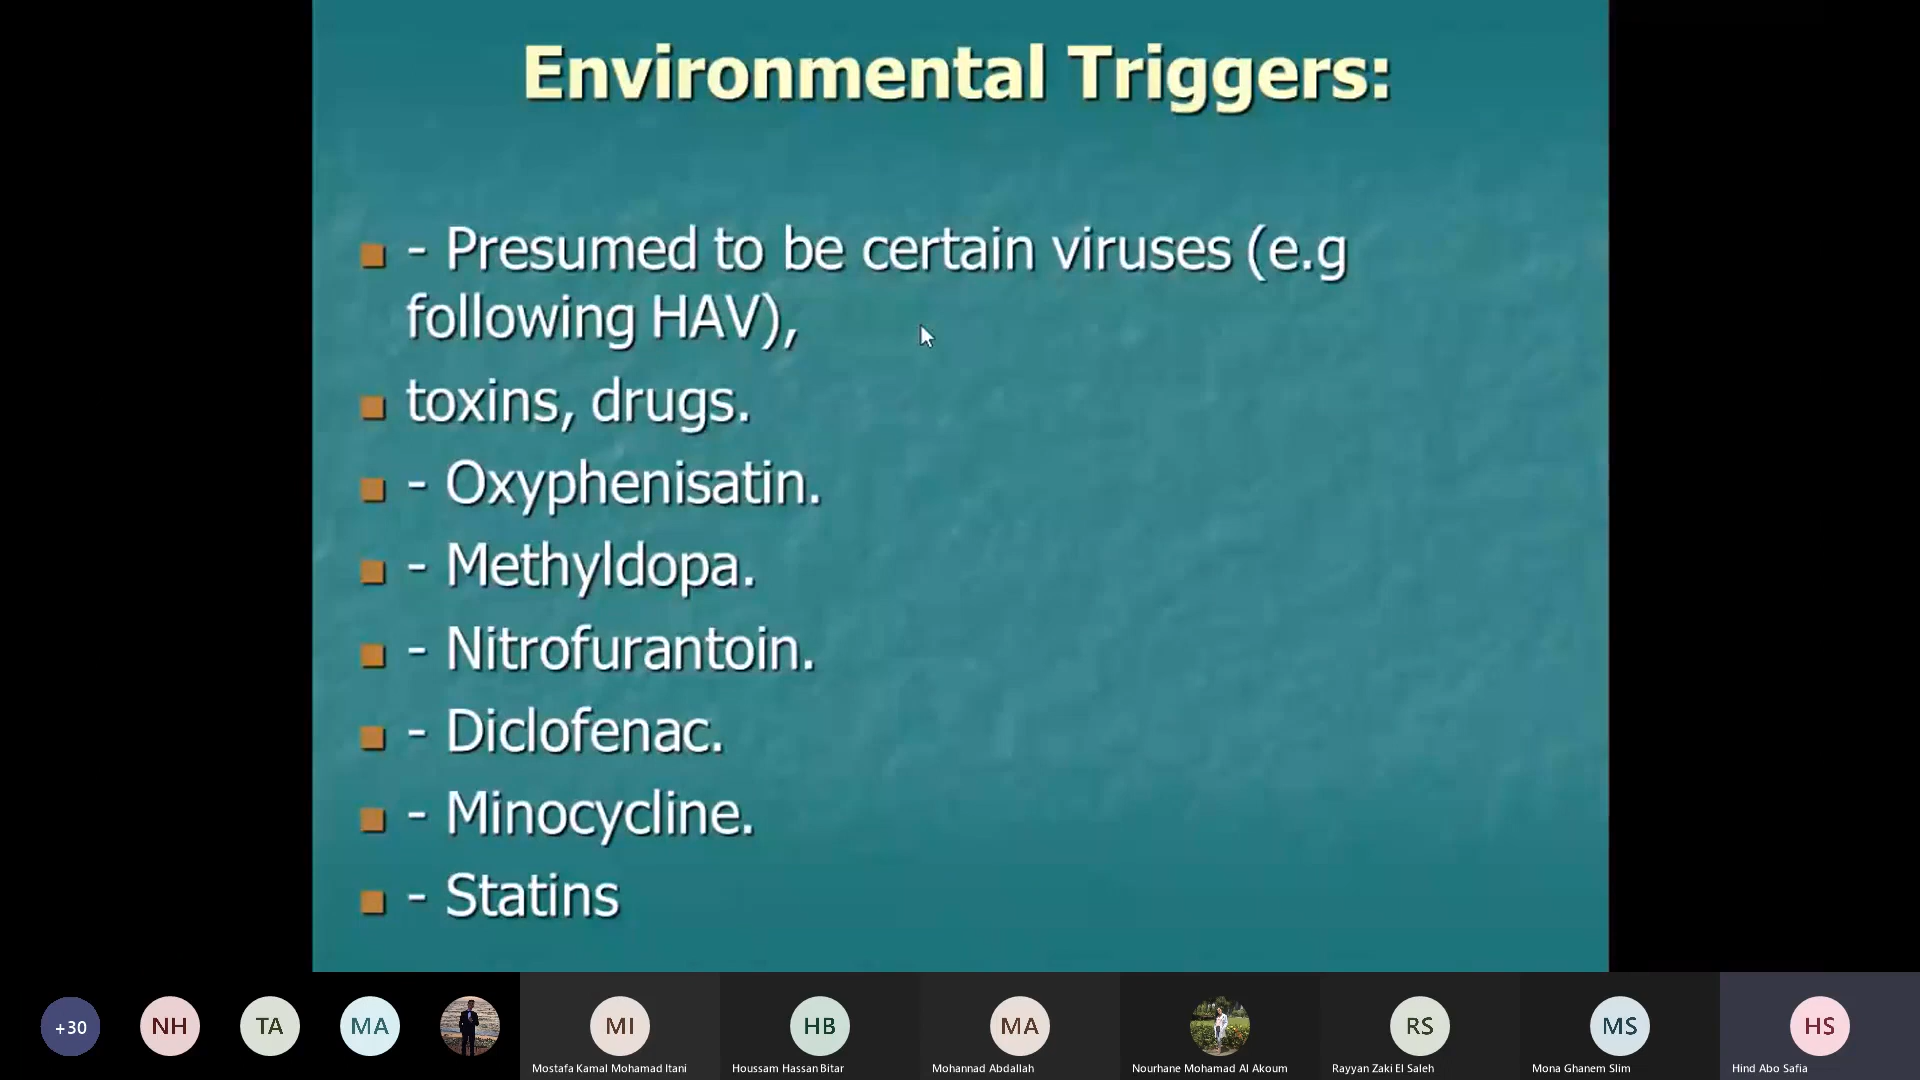 Environmental Triggers:
- Presumed to be certain viruses (e.g
following HAV),
toxins, drugs.
- Oxyphenisatin.
- Methyldopa.
- Nitrofurantoin.
- Diclofenac.
- Minocycline.
- Statins
+30
NH
TA
MA
MI
HB
MA
RS
MS
HS
Mostafa Kamal Mohamad Itani
Houssam Hassan Bitar
Mohannad Abdallah
Nourhane Mohamad Al Akoum
Rayyan Zaki El Saleh
Mona Ghanem Slim
Hind Abo Safia